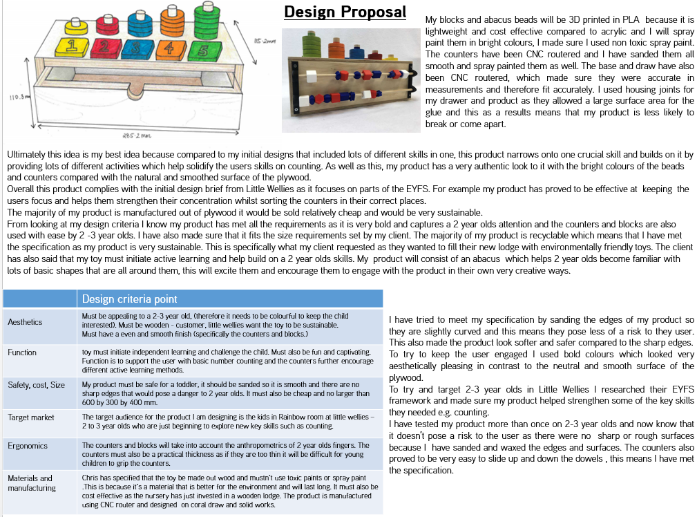 Design Proposal
My blocks and abacus beads will be 3D printed in PLA because it is
lightweight and cost effective compared to acrylic and I will spray
paint them in bright colours, I made sure I used non toxic spray paint.
The counters have been CNC routered and I have sanded them all
smooth and spray painted them as well. The base and draw have also
been CNC routered, which made sure they were accurate in
measurements and therefore fit accurately. I used housing joints for
my drawer and product as they allowed a large surface area for the
glue and this as a results means that my product is less likely to
break or come apart.
1 2 3 4 5
Ultimately this idea is my best idea because compared to my initial designs that included lots of different skills in one, this product narrows onto one crucial skill and builds on it by
providing lots of different activities which help solidify the users skills on counting. As well as this, my product has a very authentic look to it with the bright colours of the beads
and counters compared with the natural and smoothed surface of the plywood.
Overall this product complies with the initial design brief from Little Wellies as it focuses on parts of the EYFS. For example my product has proved to be effective at keeping the
users focus and helps them strengthen their concentration whilst sorting the counters in their correct places.
The majority of my product is manufactured out of plywood it would sold relatively cheap and would be very sustainable.
From looking at my design criteria I know my product has met all the requirements as it is very bold and captures a 2 year olds attention and the counters and blocks are also
used with ease by 2 -3 year olds. I have also made sure that it fits the size requirements set by my client. The majority of my product is recyclable which means that I have met
the specification as my product is very sustainable. This is specifically what my client requested as they wanted to fill their new lodge with environmentally friendly toys. The client
has also said that my toy must initiate active learning and help build on a 2 year olds skills. My product will consist of an abacus which helps 2 year olds become familiar with
lots of basic shapes that are all around them, this will excite them and encourage them to engage with the product in their own very creative ways.
Design criteria point
Aesthetics
Must be appealing to a 2-3 year old, (therefore it needs to be colourful to keep the child
interested). Must be wooden - customer, little wellies want the toy to be sustainable.
Must have a even and smooth finish (specifically the counters and blocks.)
Function
toy must initiate independent learning and challenge the child. Must also be fun and captivating.
Function is to support the user with basic number counting and the counters further encourage
different active learning methods.
Safety, cost, Size
My product must be safe for a toddler, it should be sanded so it is smooth and there are no
sharp edges that would pose a danger to 2 year olds. It must also be cheap and no larger than
600 by 300 by 400 mm.
Target market
The target audience for the product I am designing is the kids in Rainbow room at little wellies –
2 to 3 year olds who are just beginning to explore new key skills such as counting.
Ergonomics
The counters and blocks will take into account the anthropometrics of 2 year olds fingers. The
counters must also be a practical thickness as if they are too thin it will be difficult for young
children to grip the counters.
Materials and
manufacturing
Chris has specified that the toy be made out wood and mustn't use toxic paints or spray paint
.This is because it's a material that is better for the environment and will last long. It must also be
cost effective as the nursery has just invested in a wooden lodge. The product is manufactured
using CNC router and designed on coral draw and solid works.
I have tried to meet my specification by sanding the edges of my product so
they are slightly curved and this means they pose less of a risk to they user.
This also made the product look softer and safer compared to the sharp edges.
To try to keep the user engaged I used bold colours which looked very
aesthetically pleasing in contrast to the neutral and smooth surface of the
plywood.
To try and target 2-3 year olds in Little Wellies I researched their EYFS
framework and made sure my product helped strengthen some of the key skills
they needed e.g. counting.
I have tested my product more than once on 2-3 year olds and now know that
it doesn't pose a risk to the user as there were no sharp or rough surfaces
because I have sanded and waxed the edges and surfaces. The counters also
proved to be very easy to slide up and down the dowels , this means I have met
the specification.